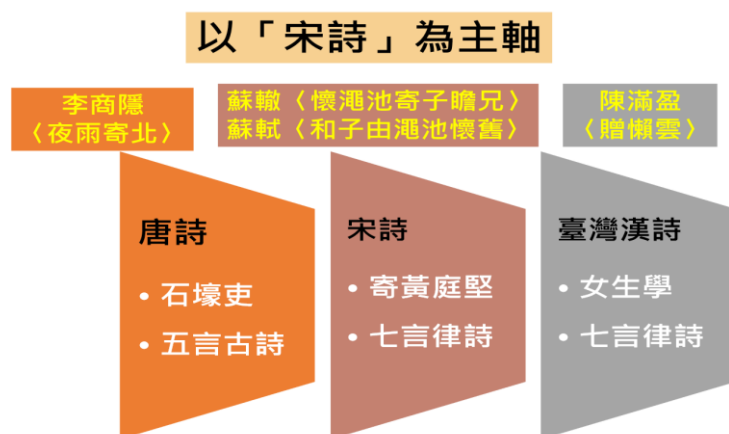 以「宋詩」為主軸
李商隱
〈夜雨寄北〉
蘇轍〈懷澠池寄子瞻兄〉
蘇軾〈和子由澠池懷舊〉
陳滿盈
〈贈懶雲〉
唐詩
• 石壕吏
• 五言古詩
宋詩
• 寄黃庭堅
• 七言律詩
臺灣漢詩
• 女生學
• 七言律詩